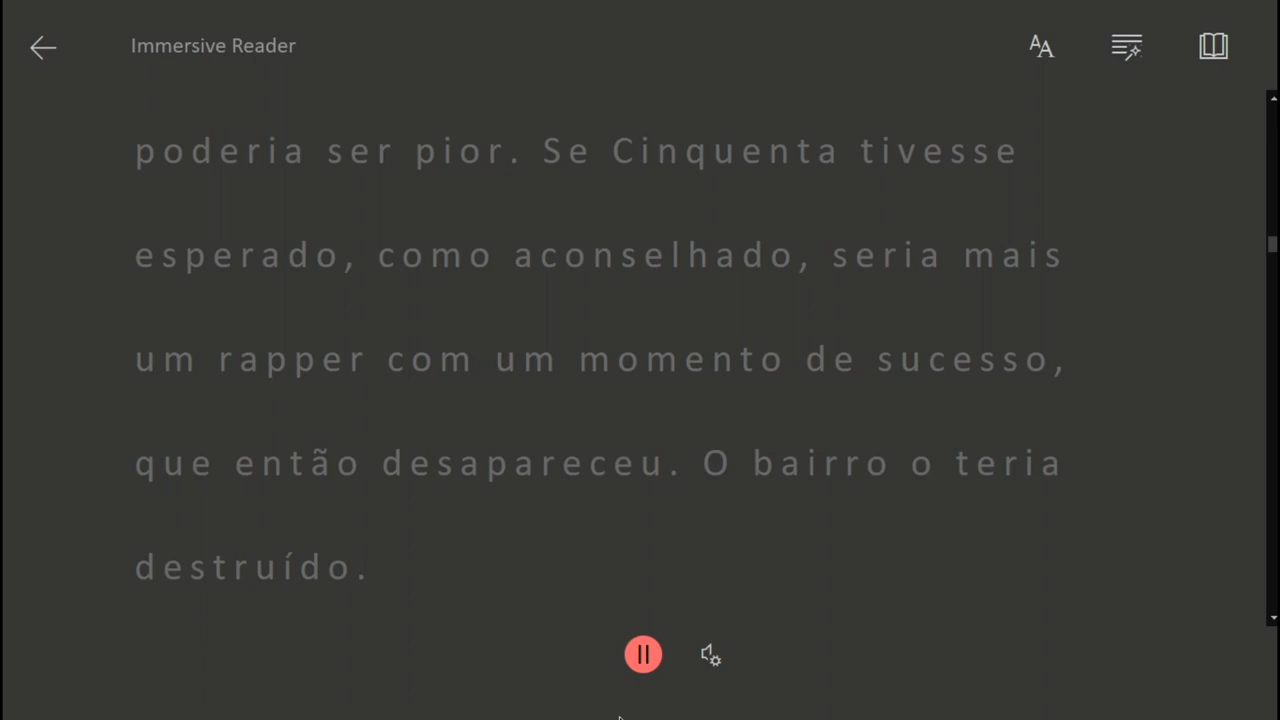 Immersive Reader
poderia ser pior. Se Cinquenta tivesse
esperado, como aconselhado, seria mais
um rapper com um momento de sucesso,
que então desapareceu. O bairro o teria
destruído.